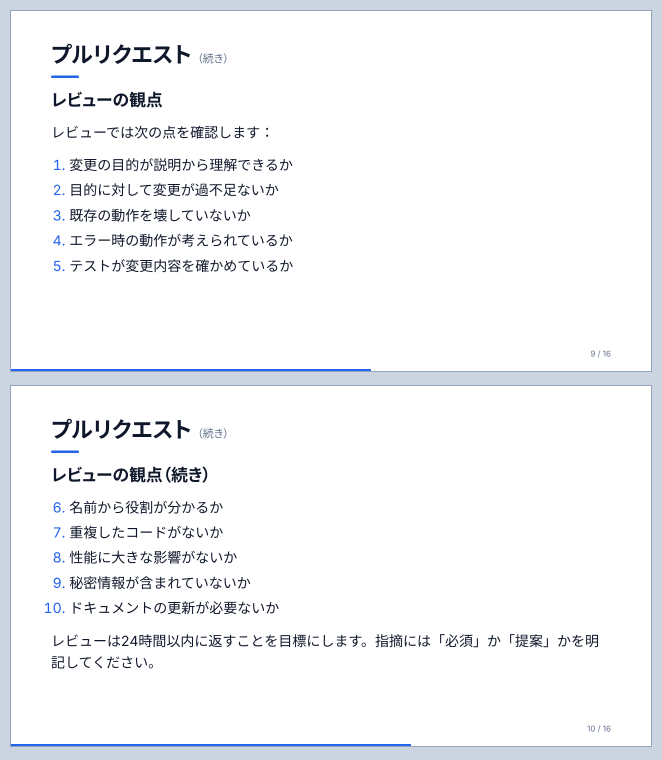 プルリクエスト（続き）
レビューの観点
レビューでは次の点を確認します：
1. 変更の目的が説明から理解できるか
2. 目的に対して変更が過不足ないか
3. 既存の動作を壊していないか
4. エラー時の動作が考えられているか
5. テストが変更内容を確かめているか
9 / 16
プルリクエスト（続き）
レビューの観点（続き）
6. 名前から役割が分かるか
7. 重複したコードがないか
8. 性能に大きな影響がないか
9. 秘密情報が含まれていないか
10. ドキュメントの更新が必要ないか
レビューは24時間以内に返すことを目標にします。指摘には「必須」か「提案」かを明
記してください。
10 / 16